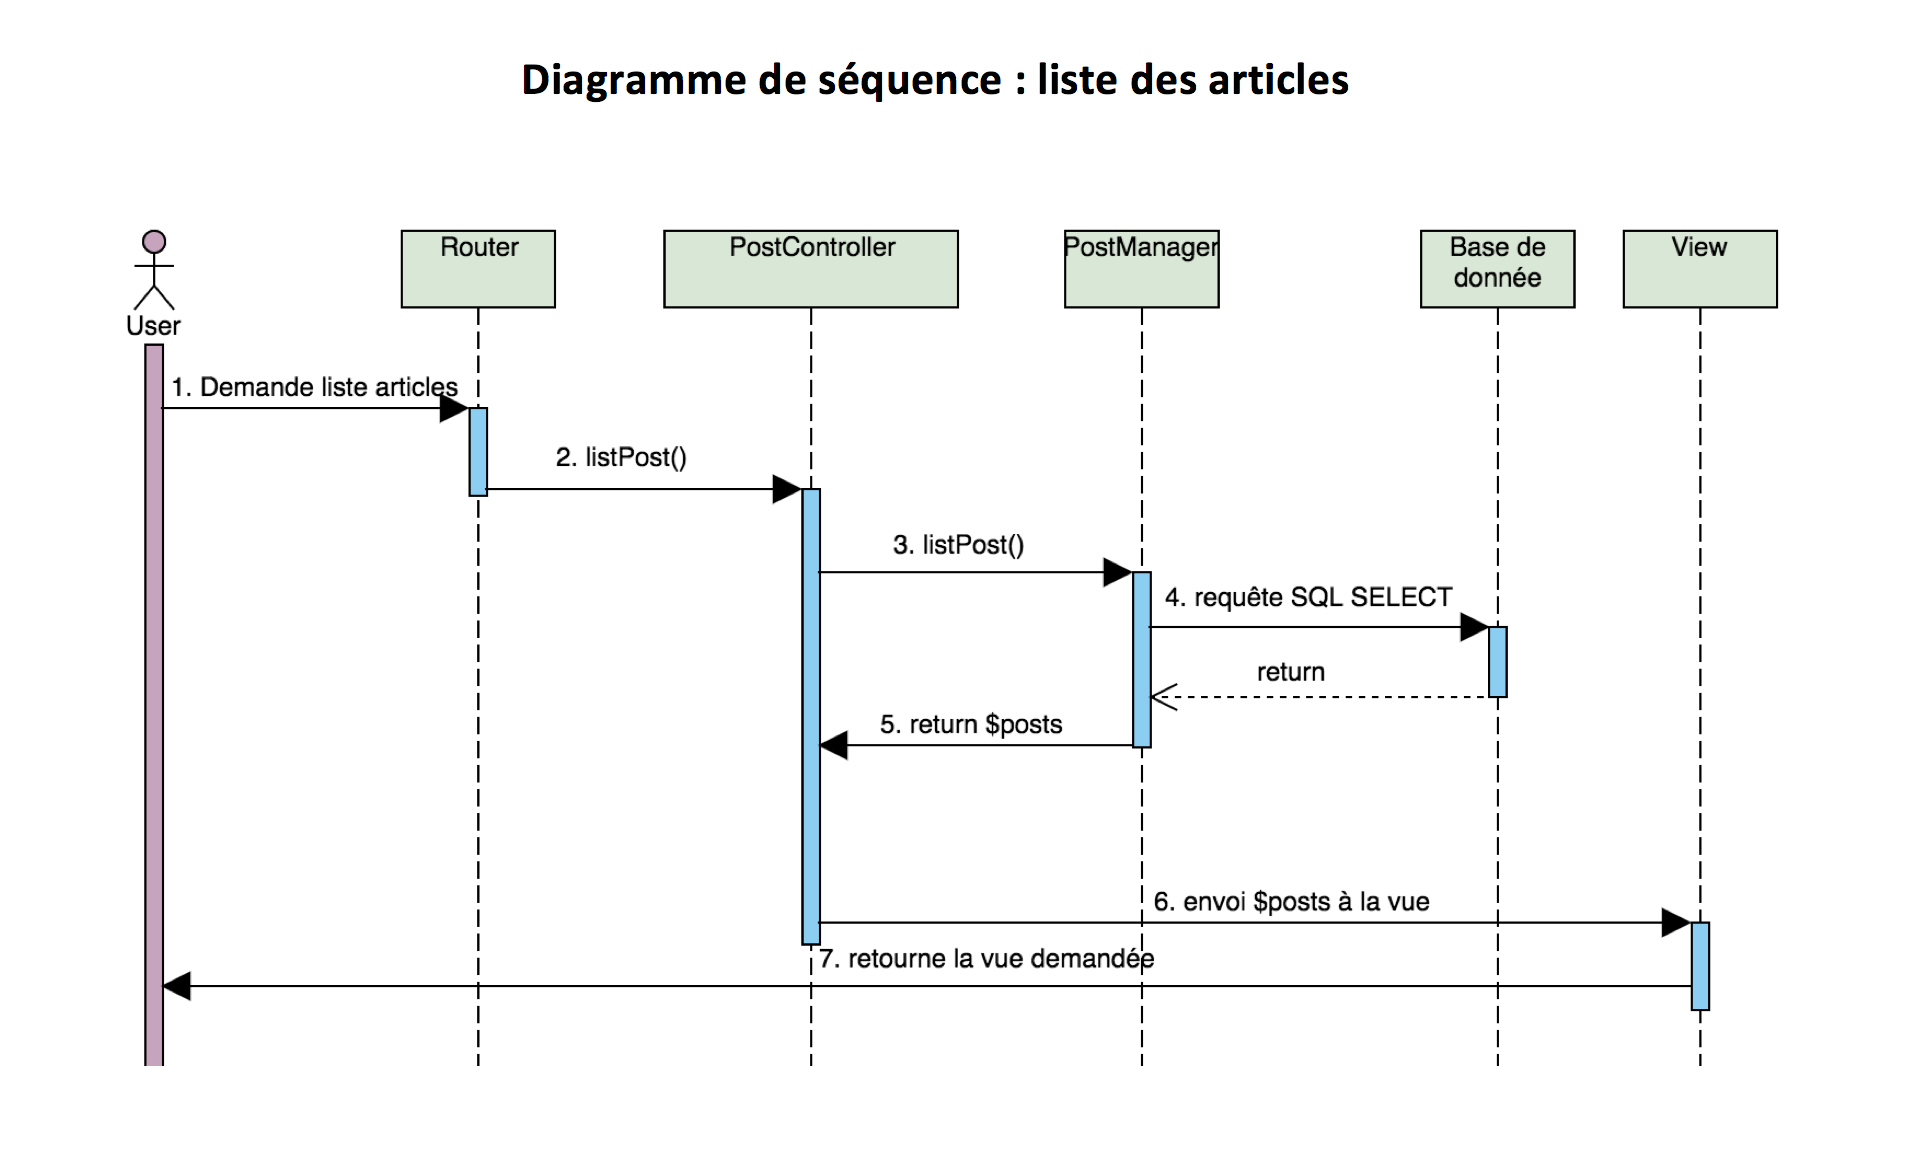 Diagramme de séquence : liste des articles
User
Router
PostController
PostManager
Base de
donnée
View
1. Demande liste articles
2. listPost()
3. listPost()
4. requête SQL SELECT
return
5. return $posts
6. envoi $posts à la vue
7. retourne la vue demandée